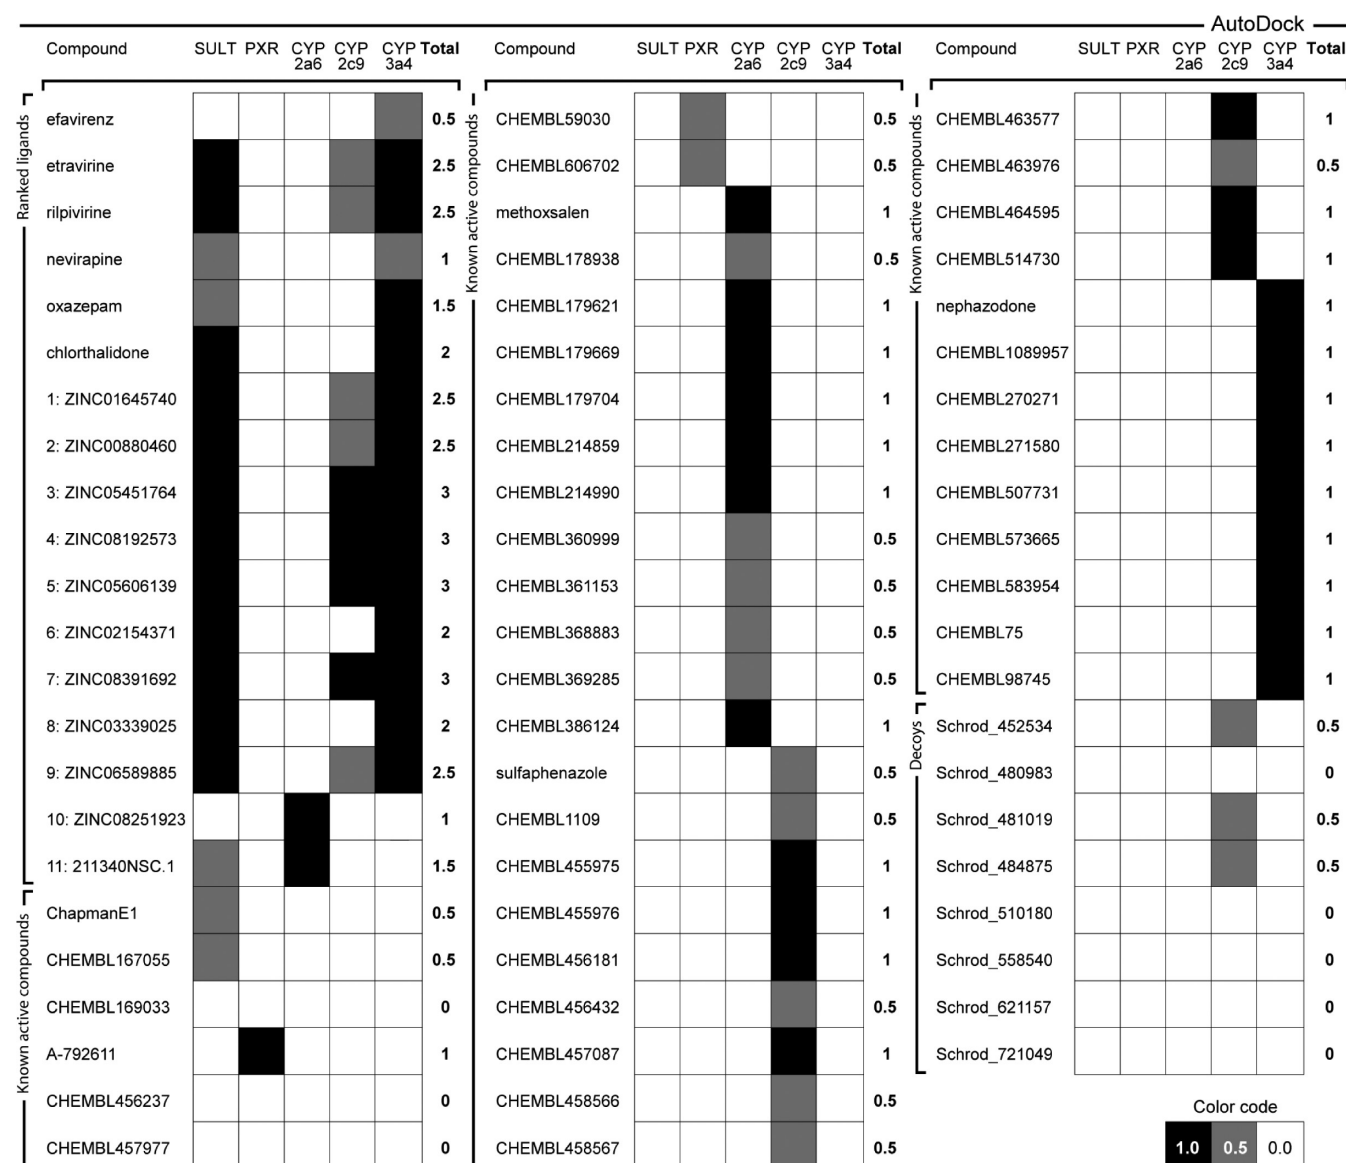 AutoDock
Compound SULT PXR CYP 2a6 CYP 2c9 CYP 3a4 Total
Ranked ligands
efavirenz 0.5
etravirine 2.5
rilpivirine 2.5
nevirapine 1
oxazepam 1.5
chlorthalidone 2
1: ZINC01645740 2.5
2: ZINC00880460 2.5
3: ZINC05451764 3
4: ZINC08192573 3
5: ZINC05606139 3
6: ZINC02154371 2
7: ZINC08391692 3
8: ZINC03339025 2
9: ZINC06589885 2.5
10: ZINC08251923 1
11: 211340NSC.1 1.5
Known active compounds
ChapmanE1 0.5
CHEMBL167055 0.5
CHEMBL169033 0
A-792611 1
CHEMBL456237 0
CHEMBL457977 0
Compound SULT PXR CYP 2a6 CYP 2c9 CYP 3a4 Total
Known active compounds
CHEMBL59030 0.5
CHEMBL606702 0.5
methoxsalen 1
CHEMBL178938 0.5
CHEMBL179621 1
CHEMBL179669 1
CHEMBL179704 1
CHEMBL214859 1
CHEMBL214990 1
CHEMBL360999 0.5
CHEMBL361153 0.5
CHEMBL368883 0.5
CHEMBL369285 0.5
CHEMBL386124 1
sulfaphenazole 0.5
CHEMBL1109 0.5
CHEMBL455975 1
CHEMBL455976 1
CHEMBL456181 1
CHEMBL456432 0.5
CHEMBL457087 1
CHEMBL458566 0.5
CHEMBL458567 0.5
Compound SULT PXR CYP 2a6 CYP 2c9 CYP 3a4 Total
Known active compounds
CHEMBL463577 1
CHEMBL463976 0.5
CHEMBL464595 1
CHEMBL514730 1
nephazodone 1
CHEMBL1089957 1
CHEMBL270271 1
CHEMBL271580 1
CHEMBL507731 1
CHEMBL573665 1
CHEMBL583954 1
CHEMBL75 1
CHEMBL98745 1
Decoys
Schrod_452534 0.5
Schrod_480983 0
Schrod_481019 0.5
Schrod_484875 0.5
Schrod_510180 0
Schrod_558540 0
Schrod_621157 0
Schrod_721049 0
Color code
1.0 0.5 0.0